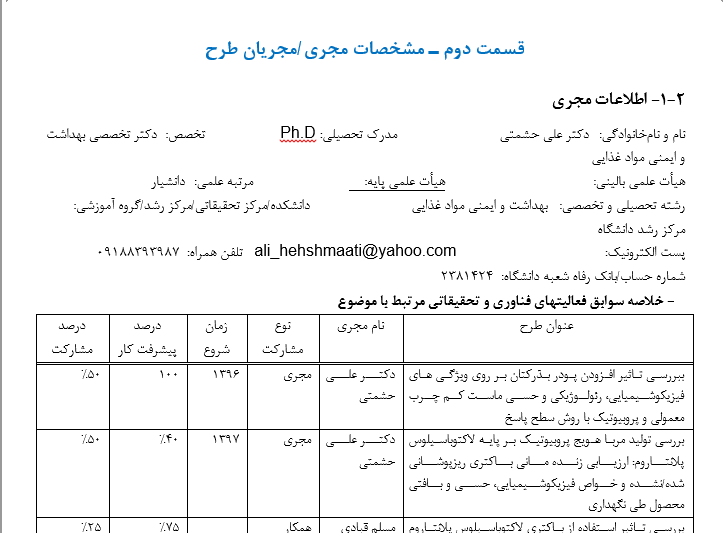 قسمت دوم – مشخصات مجری /مجریان طرح
۲-۱- اطلاعات مجری
نام و نام‌خانوادگی: دکتر علی حشمتی مدرک تحصیلی: Ph.D تخصص: دکتر تخصصی بهداشت
و ایمنی مواد غذایی
هیأت علمی بالینی: هیأت علمی پایه: مرتبه علمی: دانشیار
رشته تحصیلی و تخصصی: بهداشت و ایمنی مواد غذایی دانشکده/مرکز تحقیقاتی/مرکز رشد/گروه آموزشی:
مرکز رشد دانشگاه
پست الکترونیک: ali_hehshmaati@yahoo.com تلفن همراه: ۰۹۱۸۸۳۹۳۹۸۷
شماره حساب/بانک رفاه شعبه دانشگاه: ۲۳۸۱۴۲۴
- خلاصه سوابق فعالیتهای فناوری و تحقیقاتی مرتبط با موضوع
عنوان طرح نام مجری نوع زمان درصد درصد
مشارکت شروع پیشرفت کار مشارکت
ببررسی تاثیر افزودن پودر بذرکتان بر روی ویژگی های دکتر علی مجری ۱۳۹۶ ۱۰۰ ۵۰٪
فیزیکوشیمیایی، رئولوژیکی و حسی ماست کم چرب حشمتی
معمولی و پروبیوتیک با روش سطح پاسخ
بررسی تولید مربا هویج پروبیوتیک بر پایه لاکتوباسیلوس دکتر علی مجری ۱۳۹۷ ۴۰٪ ۵۰٪
پلانتاروم: ارزیابی زنده مانی باکتری ریزپوشانی حشمتی
شده/نشده و خواص فیزیکوشیمیایی، حسی و بافتی
محصول طی نگهداری
بررسی تاثیر استفاده از باکتری لاکتوباسیلوس پلانتاروم مسلم قبادی همکار ۷۵٪ ۲۵٪